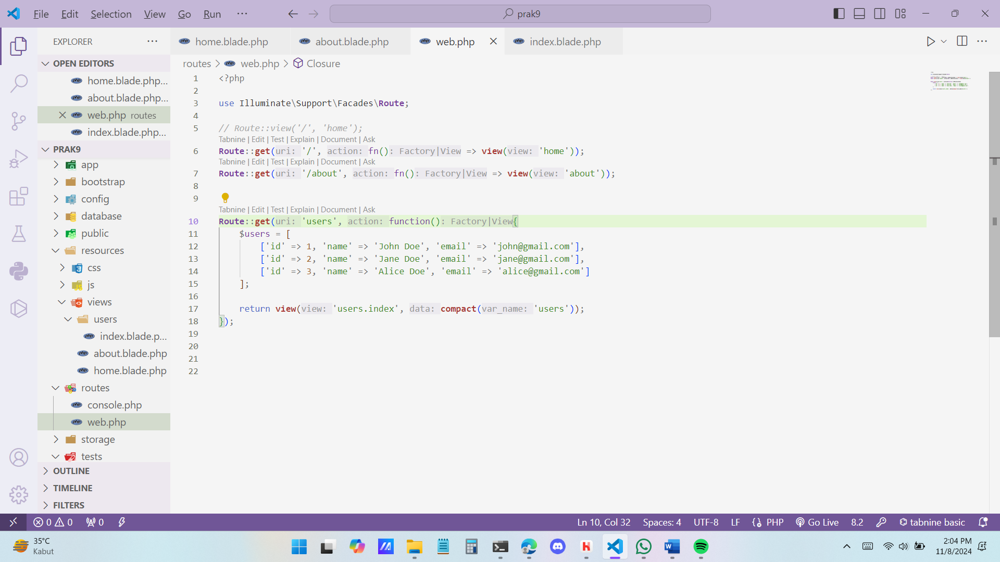 File Edit Selection View Go Run ··· prak9
EXPLORER ···
home.blade.php about.blade.php web.php index.blade.php
OPEN EDITORS
home.blade.php...
about.blade.php...
web.php routes
index.blade.php...
PRAK9
app
bootstrap
config
database
public
resources
css
js
views
users
index.blade.p...
about.blade.php
home.blade.php
routes
console.php
web.php
storage
tests
OUTLINE
TIMELINE
FILTERS
routes > web.php > Closure
1 <?php
2
3 use Illuminate\Support\Facades\Route;
4
5 // Route::view('/', 'home');
Tabnine | Edit | Test | Explain | Document | Ask
6 Route::get(uri: '/', action: fn(): Factory|View => view(view: 'home'));
Tabnine | Edit | Test | Explain | Document | Ask
7 Route::get(uri: '/about', action: fn(): Factory|View => view(view: 'about'));
8
9
Tabnine | Edit | Test | Explain | Document | Ask
10 Route::get(uri: 'users', action: function(): Factory|View{
11     $users = [
12         ['id' => 1, 'name' => 'John Doe', 'email' => 'john@gmail.com'],
13         ['id' => 2, 'name' => 'Jane Doe', 'email' => 'jane@gmail.com'],
14         ['id' => 3, 'name' => 'Alice Doe', 'email' => 'alice@gmail.com']
15     ];
16
17     return view(view: 'users.index', data: compact(var_name: 'users'));
18 });
19
20
21
22
0 0 0 Ln 10, Col 32 Spaces: 4 UTF-8 LF PHP Go Live 8.2 tabnine basic
35°C
Kabut
2:04 PM
11/8/2024